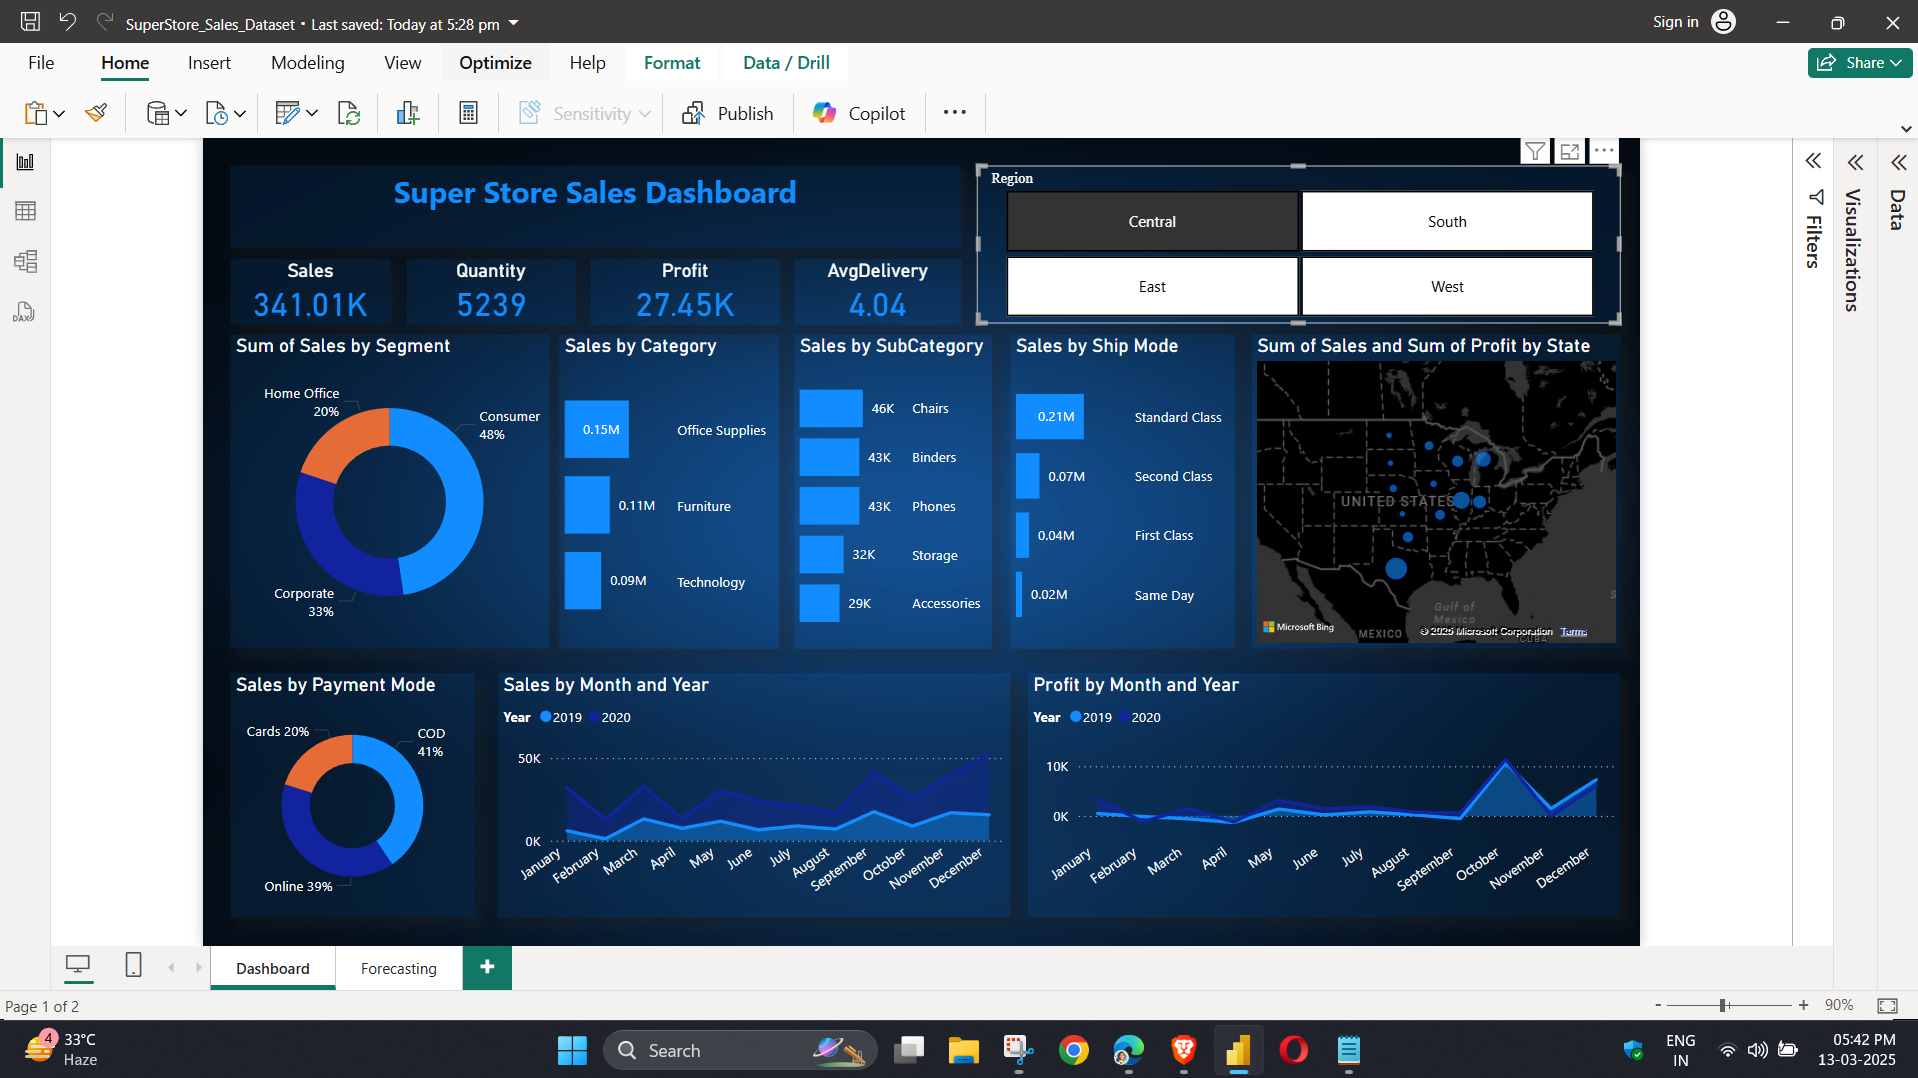 SuperStore_Sales_Dataset • Last saved: Today at 5:28 pm
Sign in
File Home Insert Modeling View Optimize Help Format Data / Drill
Share
Sensitivity
Publish
Copilot
Super Store Sales Dashboard
Region
Central
South
East
West
Sales
341.01K
Quantity
5239
Profit
27.45K
AvgDelivery
4.04
Sum of Sales by Segment
Home Office
20%
Consumer
48%
Corporate
33%
Sales by Category
0.15M Office Supplies
0.11M Furniture
0.09M Technology
Sales by SubCategory
46K Chairs
43K Binders
43K Phones
32K Storage
29K Accessories
Sales by Ship Mode
0.21M Standard Class
0.07M Second Class
0.04M First Class
0.02M Same Day
Sum of Sales and Sum of Profit by State
UNITED STATES
Gulf of
Mexico
MEXICO
CUBA
S
Microsoft Bing
© 2025 Microsoft Corporation Terms
Sales by Payment Mode
Cards 20%
COD
41%
Online 39%
Sales by Month and Year
Year 2019 2020
50K
0K
January
February
March
April
May
June
July
August
September
October
November
December
Profit by Month and Year
Year 2019 2020
10K
0K
January
February
March
April
May
June
July
August
September
October
November
December
Filters
Visualizations
Data
DAX
Dashboard
Forecasting
+
Page 1 of 2
- + 90%
4
33°C
Haze
Search
ENG
IN
05:42 PM
13-03-2025